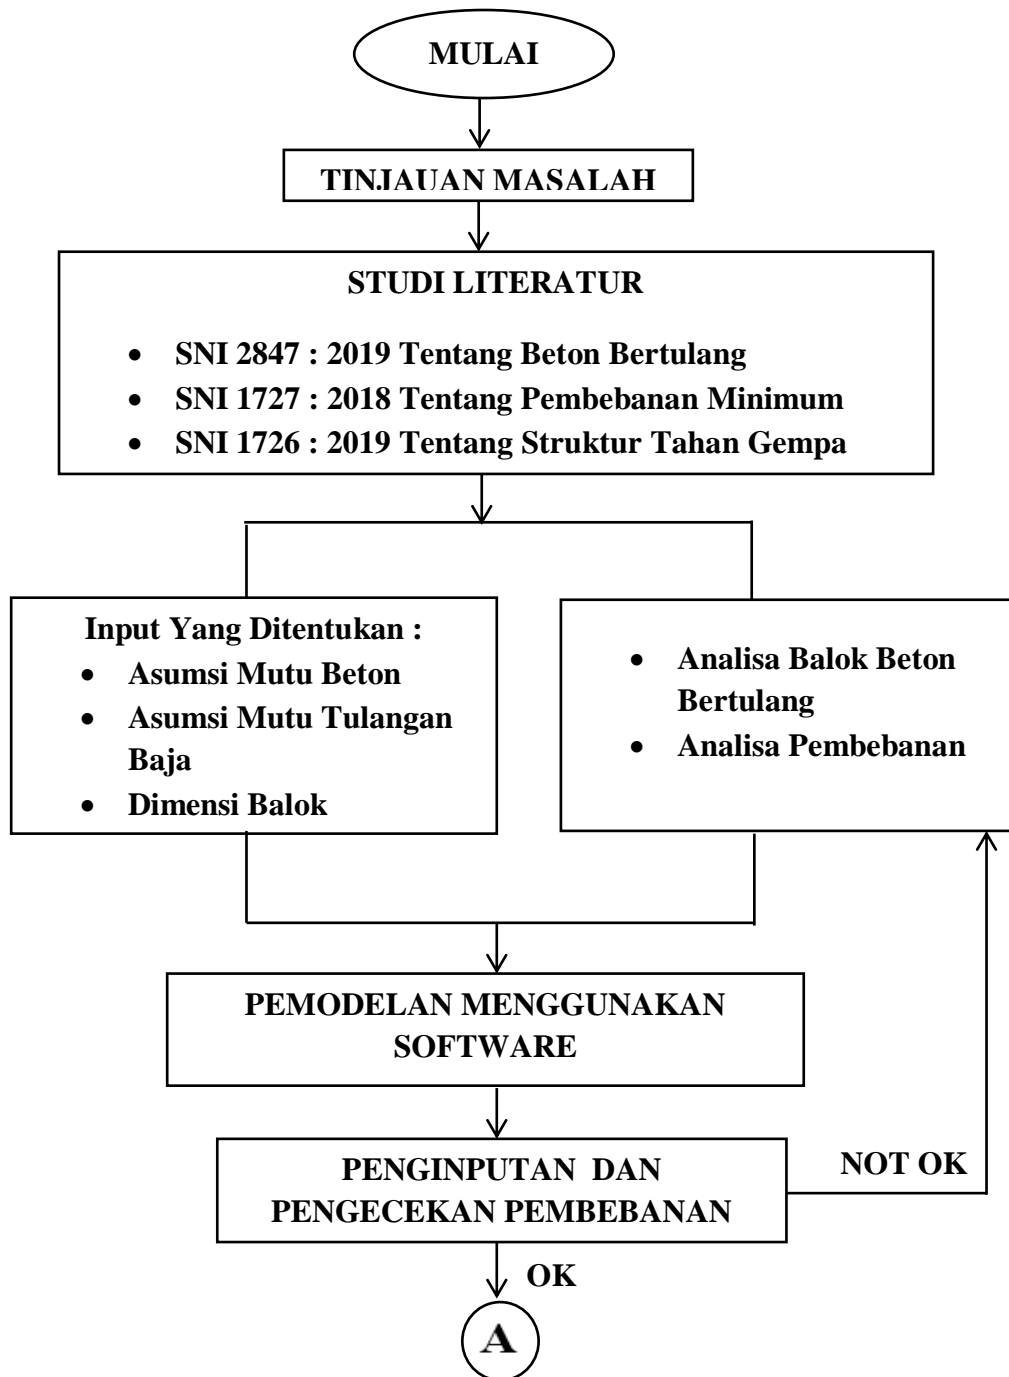 MULAI
TINJAUAN MASALAH
STUDI LITERATUR
• SNI 2847 : 2019 Tentang Beton Bertulang
• SNI 1727 : 2018 Tentang Pembebanan Minimum
• SNI 1726 : 2019 Tentang Struktur Tahan Gempa
Input Yang Ditentukan :
• Asumsi Mutu Beton
• Asumsi Mutu Tulangan
Baja
• Dimensi Balok
• Analisa Balok Beton
Bertulang
• Analisa Pembebanan
PEMODELAN MENGGUNAKAN
SOFTWARE
PENGINPUTAN DAN
PENGECEKAN PEMBEBANAN
NOT OK
OK
A